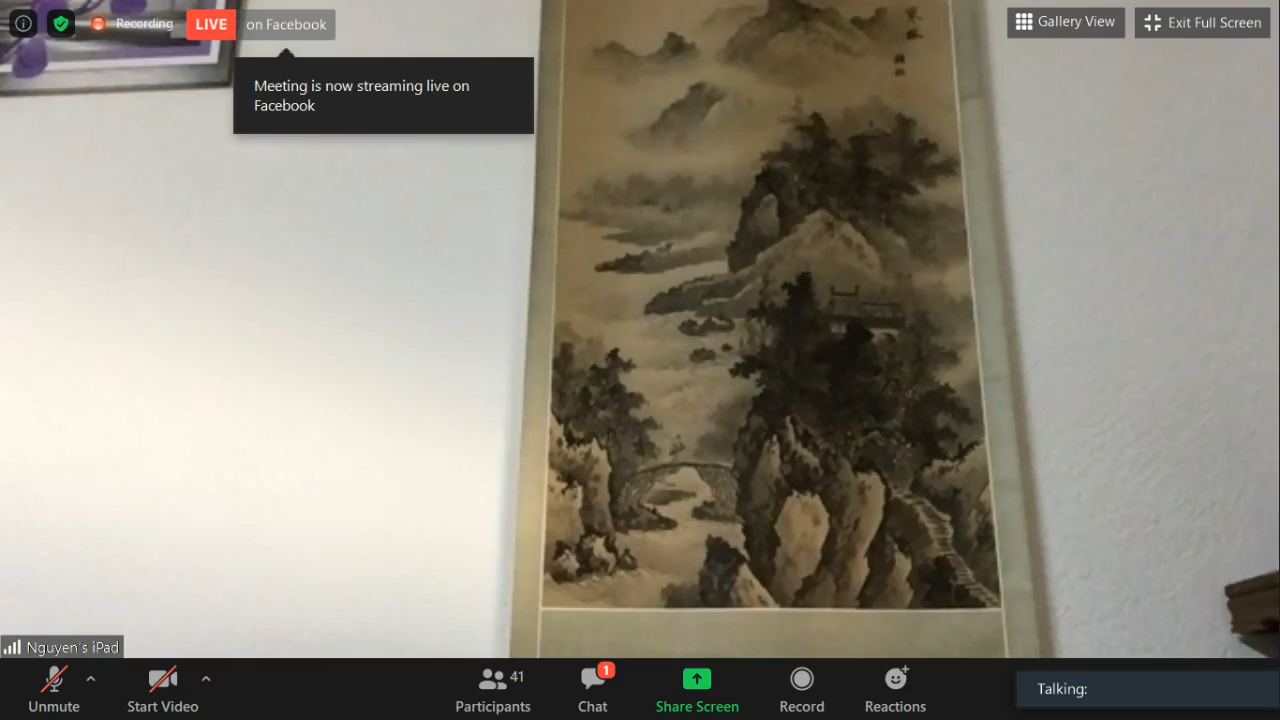 Recording
LIVE
on Facebook
Gallery View
Exit Full Screen
Meeting is now streaming live on
Facebook
Nguyen's iPad
Unmute
Start Video
41
Participants
1
Chat
Share Screen
Record
Reactions
Talking: